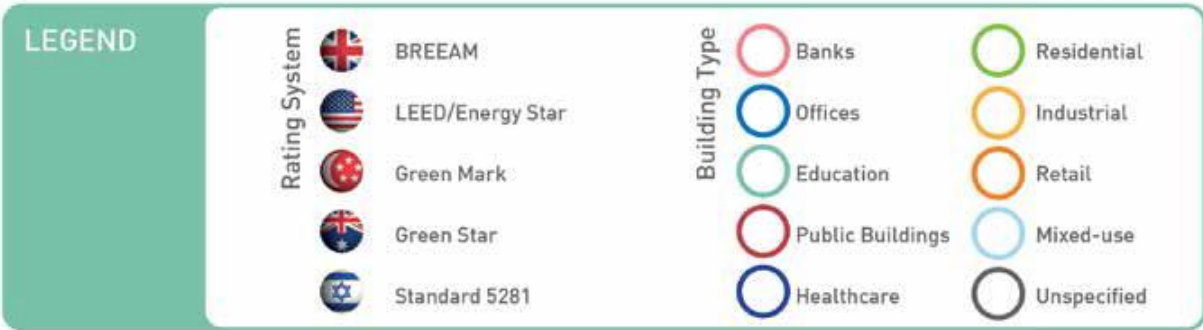 LEGEND
Rating System
BREEAM
LEED/Energy Star
Green Mark
Green Star
Standard 5281
Building Type
Banks
Offices
Education
Public Buildings
Healthcare
Residential
Industrial
Retail
Mixed-use
Unspecified